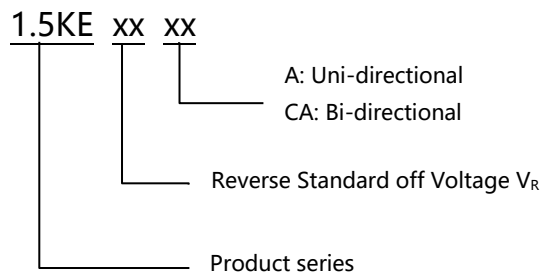 1.5KE xx xx
A: Uni-directional
CA: Bi-directional
Reverse Standard off Voltage VR
Product series